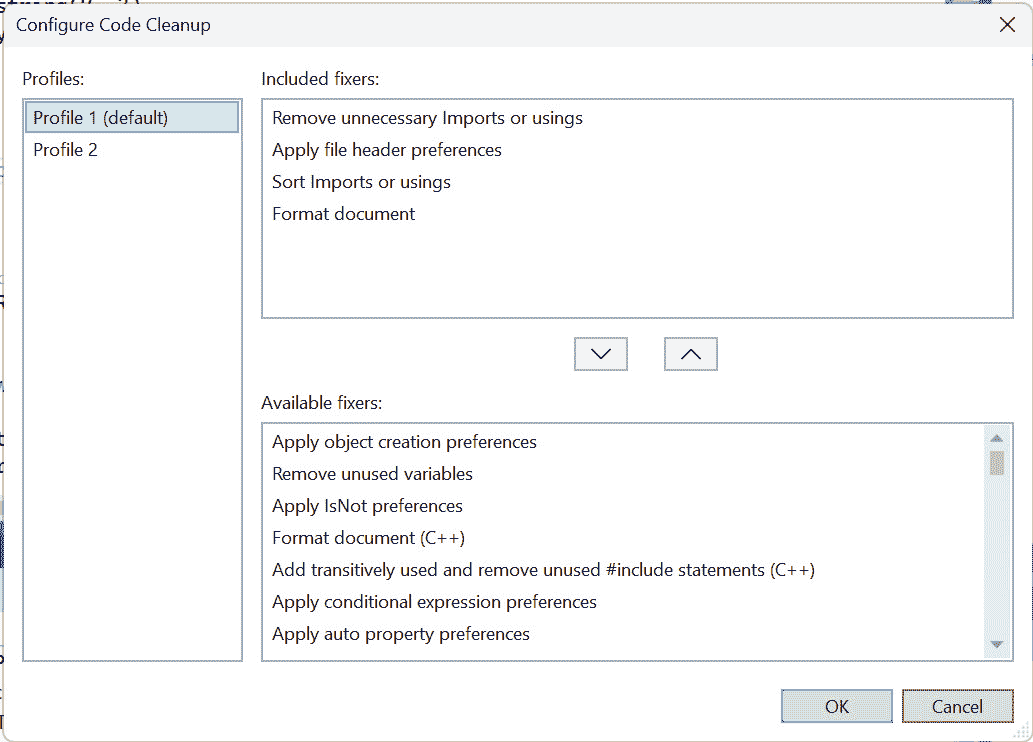 Configure Code Cleanup
Profiles:
Profile 1 (default)
Profile 2
Included fixers:
Remove unnecessary Imports or usings
Apply file header preferences
Sort Imports or usings
Format document
Available fixers:
Apply object creation preferences
Remove unused variables
Apply IsNot preferences
Format document (C++)
Add transitively used and remove unused #include statements (C++)
Apply conditional expression preferences
Apply auto property preferences
OK
Cancel